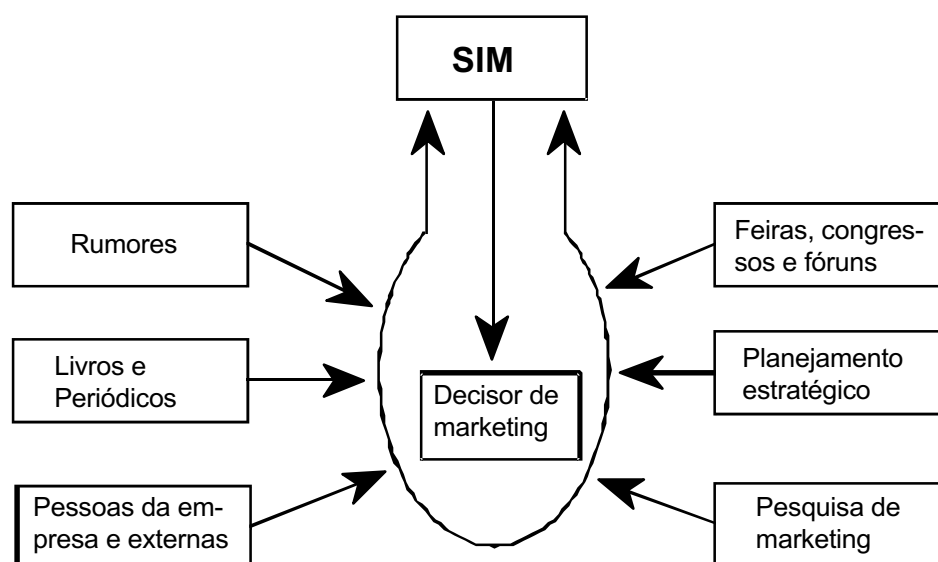 SIM
Rumores
Feiras, congres-
sos e fóruns
Livros e
Periódicos
Decisor de
marketing
Planejamento
estratégico
Pessoas da em-
presa e externas
Pesquisa de
marketing